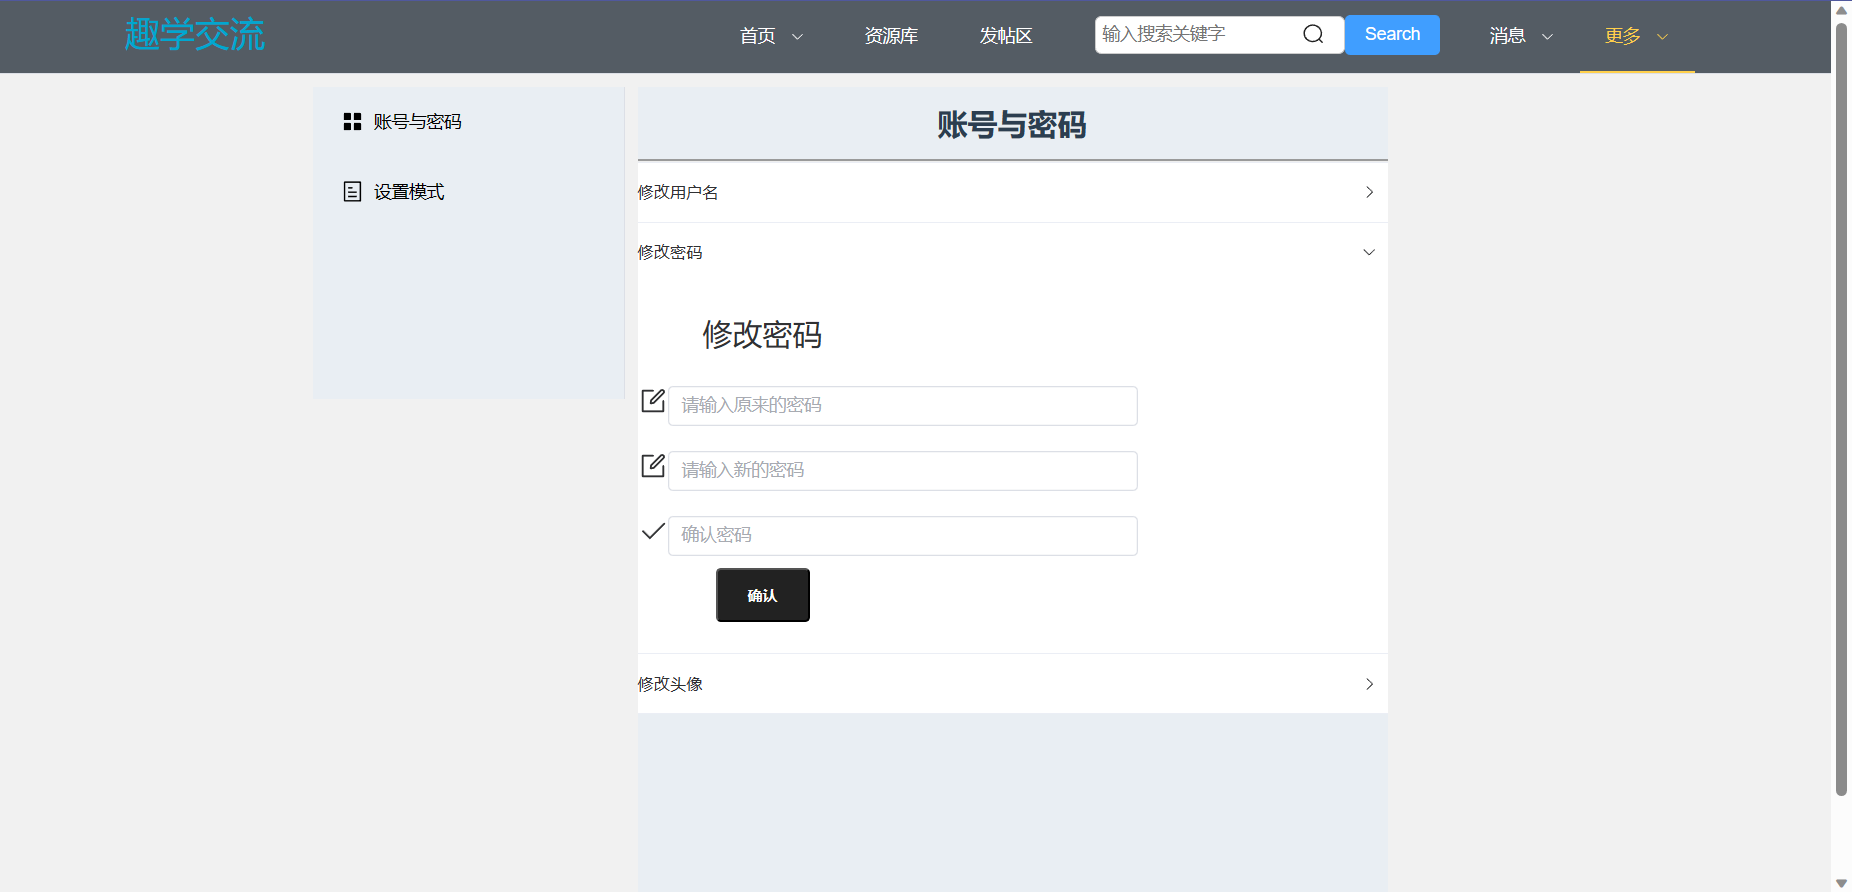 趣学交流
首页
资源库
发帖区
输入搜索关键字
Search
消息
更多
账号与密码
设置模式
账号与密码
修改用户名
修改密码
修改密码
请输入原来的密码
请输入新的密码
确认密码
确认
修改头像